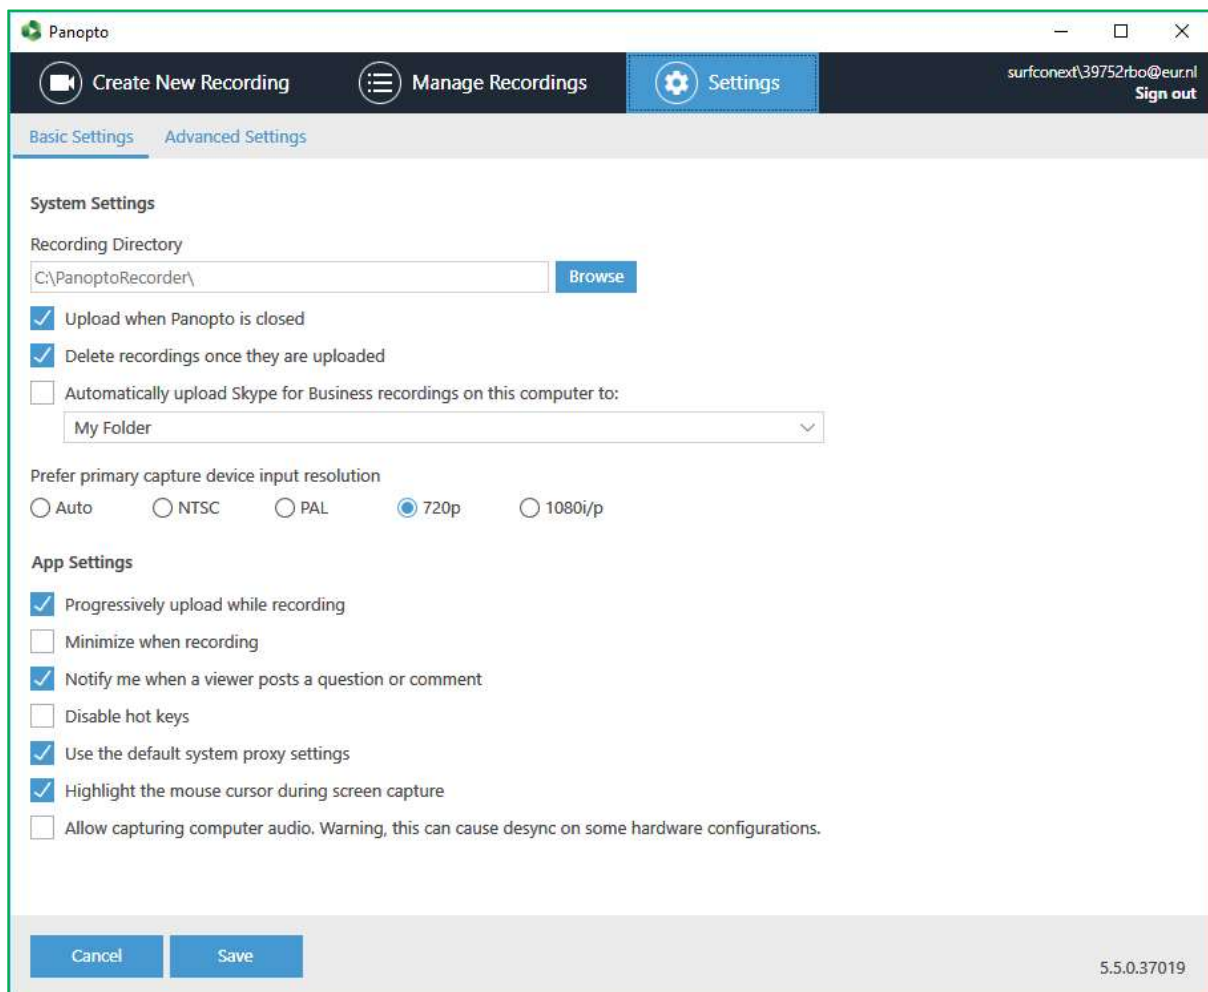 Panopto
Create New Recording
Manage Recordings
Settings
surfconext\39752rbo@eur.nl
Sign out
Basic Settings
Advanced Settings
System Settings
Recording Directory
C:\PanoptoRecorder\
Browse
Upload when Panopto is closed
Delete recordings once they are uploaded
Automatically upload Skype for Business recordings on this computer to:
My Folder
Prefer primary capture device input resolution
Auto
NTSC
PAL
720p
1080i/p
App Settings
Progressively upload while recording
Minimize when recording
Notify me when a viewer posts a question or comment
Disable hot keys
Use the default system proxy settings
Highlight the mouse cursor during screen capture
Allow capturing computer audio. Warning, this can cause desync on some hardware configurations.
Cancel
Save
5.5.0.37019